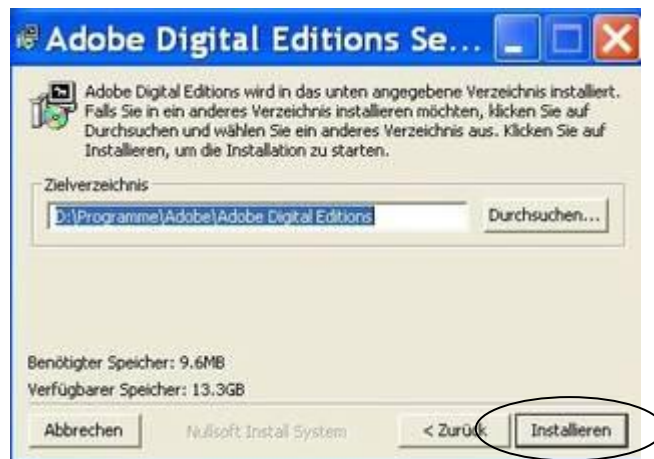 Adobe Digital Editions Se...
Adobe Digital Editions wird in das unten angegebene Verzeichnis installiert.
Falls Sie in ein anderes Verzeichnis installieren möchten, klicken Sie auf
Durchsuchen und wählen Sie ein anderes Verzeichnis aus. Klicken Sie auf
Installieren, um die Installation zu starten.
Zielverzeichnis
D:\Programme\Adobe\Adobe Digital Editions
Durchsuchen...
Benötigter Speicher: 9.6MB
Verfügbarer Speicher: 13.3GB
Abbrechen
Nullsoft Install System
< Zurück
Installieren